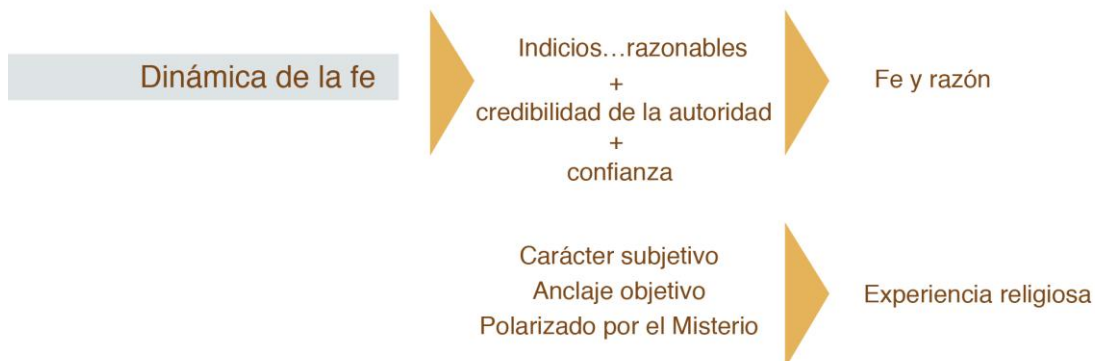 Dinámica de la fe
Indicios...razonables
+
credibilidad de la autoridad
+
confianza
Fe y razón
Carácter subjetivo
Anclaje objetivo
Polarizado por el Misterio
Experiencia religiosa